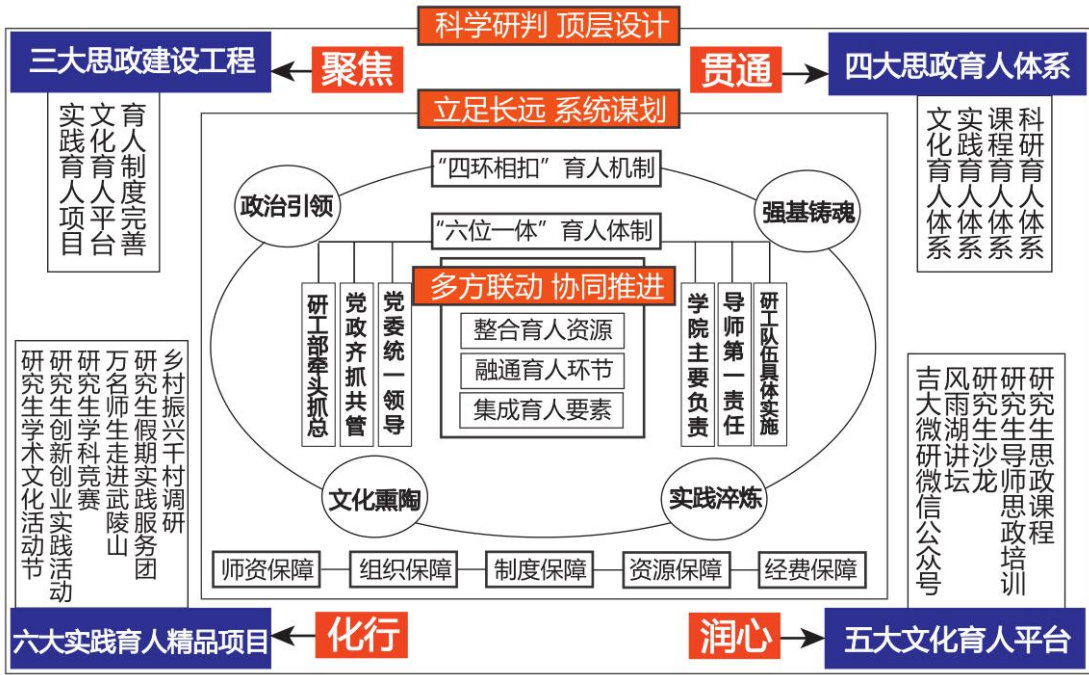 科学研判 顶层设计
三大思政建设工程
聚焦
贯通
四大思政育人体系
育人制度完善
文化育人平台
实践育人项目
科研育人体系
课程育人体系
实践育人体系
文化育人体系
立足长远 系统谋划
“四环相扣”育人机制
政治引领
强基铸魂
“六位一体”育人体制
多方联动 协同推进
研工部牵头抓总
党政齐抓共管
党委统一领导
整合育人资源
融通育人环节
集成育人要素
学院主要负责
导师第一责任
研工队伍具体实施
文化熏陶
实践淬炼
师资保障
组织保障
制度保障
资源保障
经费保障
乡村振兴千村调研
研究生假期实践服务团
万名师生走进武陵山
研究生学科竞赛
研究生创新创业实践活动
研究生学术文化活动节
研究生思政课程
研究生导师思政培训
研究生沙龙
风雨湖讲坛
吉大微研微信公众号
六大实践育人精品项目
化行
润心
五大文化育人平台